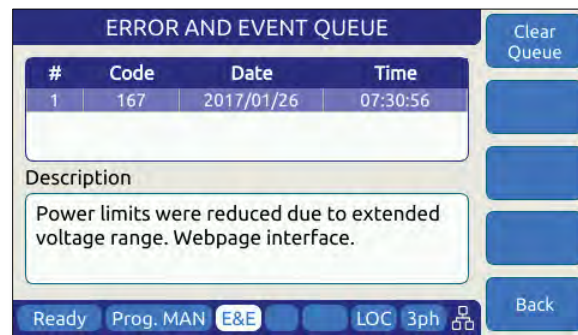 ERROR AND EVENT QUEUE
Clear
Queue
# Code Date Time
1 167 2017/01/26 07:30:56
Description
Power limits were reduced due to extended
voltage range. Webpage interface.
Back
Ready Prog. MAN E&E LOC 3ph